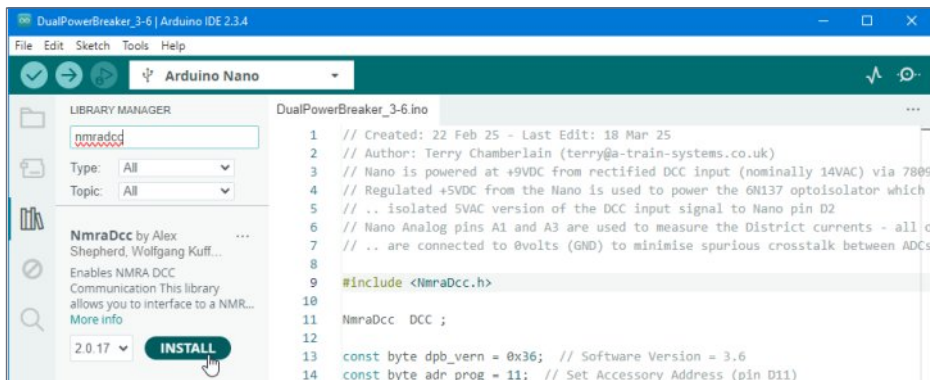 DualPowerBreaker_3-6 | Arduino IDE 2.3.4
File Edit Sketch Tools Help
Arduino Nano
LIBRARY MANAGER
nmradcc
Type: All
Topic: All
NmraDcc by Alex
Shepherd, Wolfgang Kuff...
Enables NMRA DCC
Communication This library
allows you to interface to a NMR...
More info
2.0.17 INSTALL
DualPowerBreaker_3-6.ino
1 // Created: 22 Feb 25 - Last Edit: 18 Mar 25
2 // Author: Terry Chamberlain (terry@a-train-systems.co.uk)
3 // Nano is powered at +9VDC from rectified DCC input (nominally 14VAC) via 7809
4 // Regulated +5VDC from the Nano is used to power the 6N137 optoisolator which
5 // .. isolated 5VAC version of the DCC input signal to Nano pin D2
6 // Nano Analog pins A1 and A3 are used to measure the District currents - all
7 // .. are connected to 0volts (GND) to minimise spurious crosstalk between ADCs
8
9 #include <NmraDcc.h>
10
11 NmraDcc DCC ;
12
13 const byte dpb_vern = 0x36; // Software Version = 3.6
14 const byte adr_prog = 11; // Set Accessory Address (pin D11)